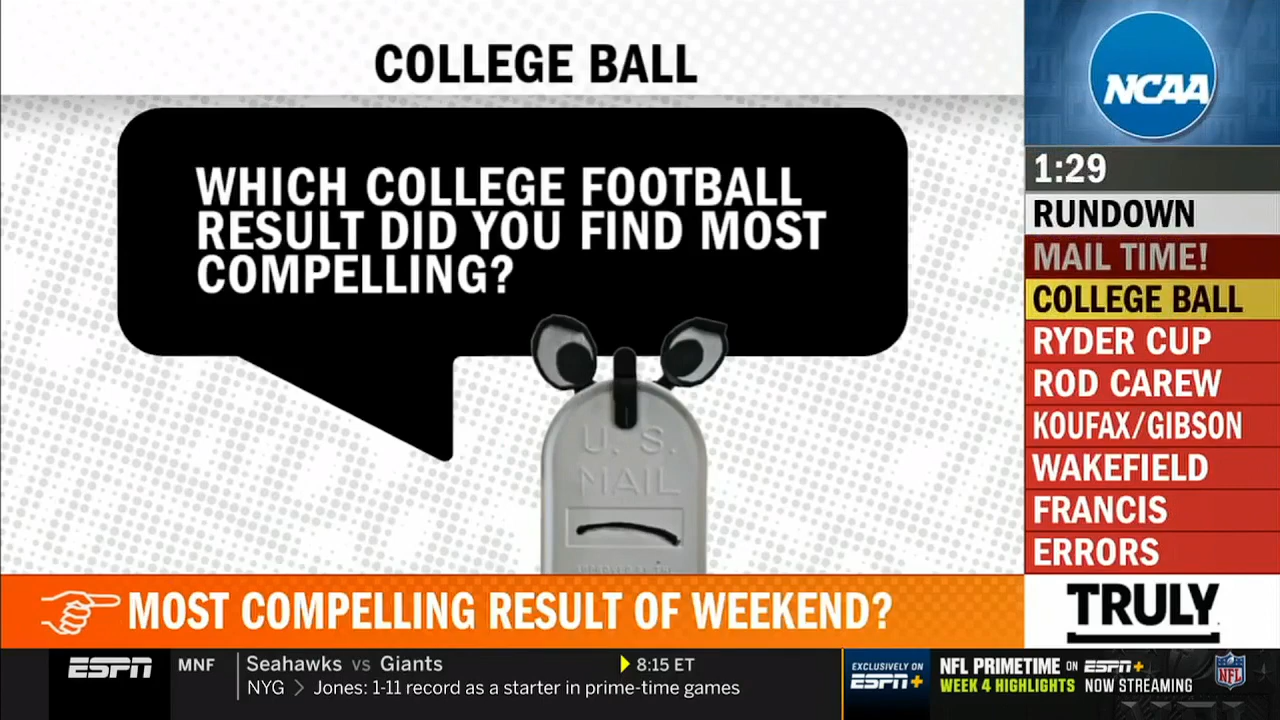 COLLEGE BALL
WHICH COLLEGE FOOTBALL
RESULT DID YOU FIND MOST
COMPELLING?
U. S.
MAIL
NCAA
1:29
RUNDOWN
MAIL TIME!
COLLEGE BALL
RYDER CUP
ROD CAREW
KOUFAX/GIBSON
WAKEFIELD
FRANCIS
ERRORS
TRULY
MOST COMPELLING RESULT OF WEEKEND?
ESPN
MNF
Seahawks vs Giants 8:15 ET
NYG > Jones: 1-11 record as a starter in prime-time games
EXCLUSIVELY ON
ESPN+
NFL PRIMETIME ON ESPN+
WEEK 4 HIGHLIGHTS NOW STREAMING
NFL